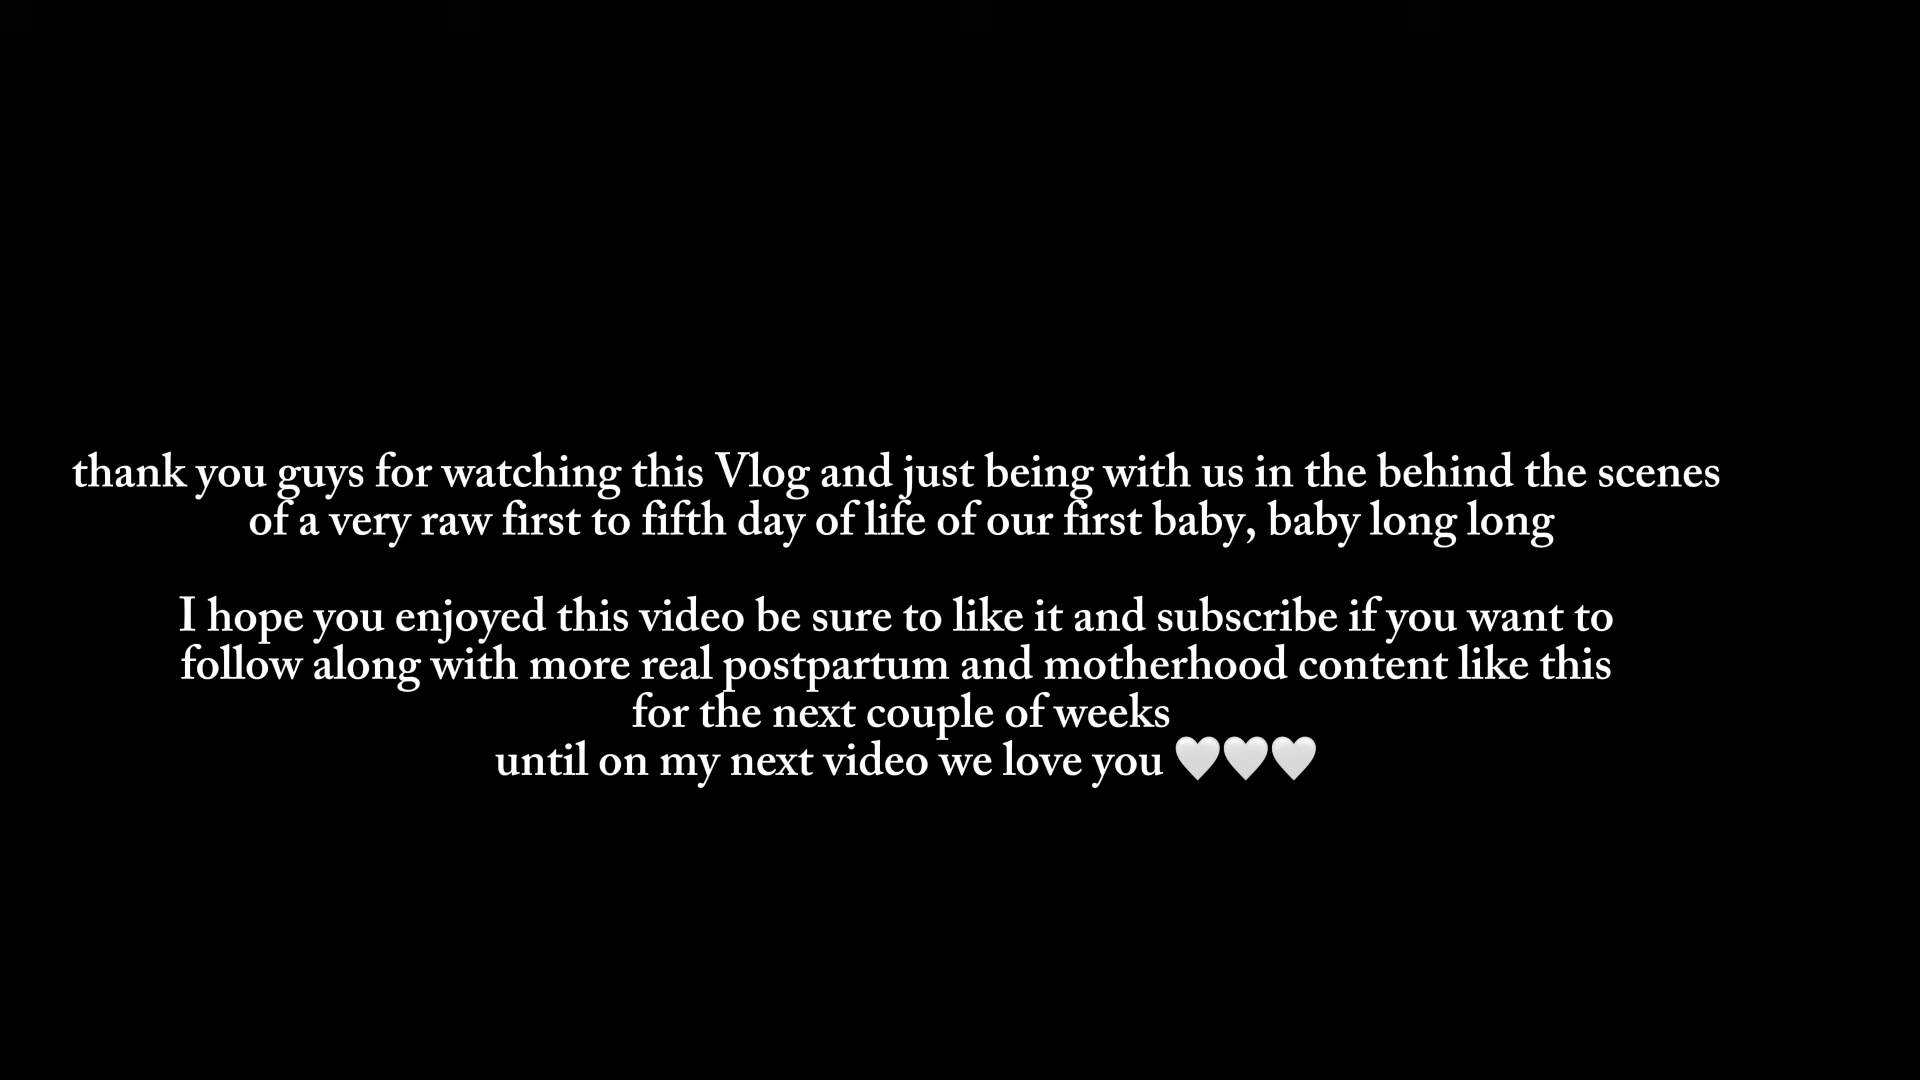 thank you guys for watching this Vlog and just being with us in the behind the scenes
of a very raw first to fifth day of life of our first baby, baby long long
I hope you enjoyed this video be sure to like it and subscribe if you want to
follow along with more real postpartum and motherhood content like this
for the next couple of weeks
until on my next video we love you 🤍🤍🤍